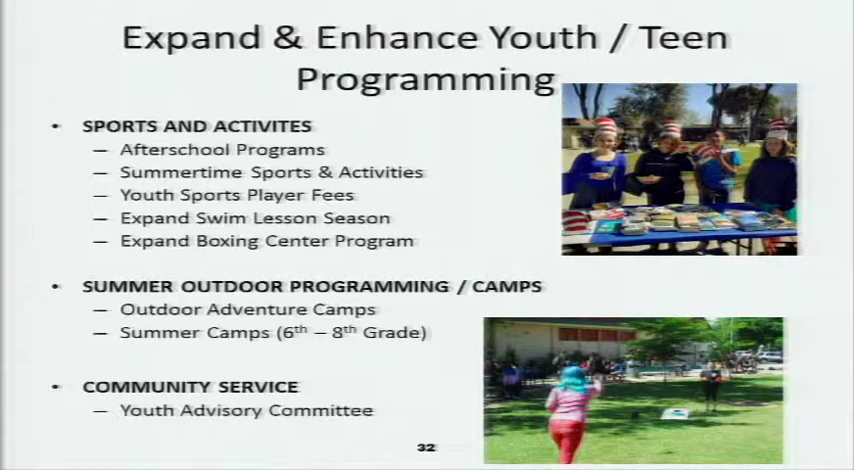 Expand & Enhance Youth / Teen
Programming
• SPORTS AND ACTIVITES
– Afterschool Programs
– Summertime Sports & Activities
– Youth Sports Player Fees
– Expand Swim Lesson Season
– Expand Boxing Center Program
• SUMMER OUTDOOR PROGRAMMING / CAMPS
– Outdoor Adventure Camps
– Summer Camps (6th – 8th Grade)
• COMMUNITY SERVICE
– Youth Advisory Committee
32